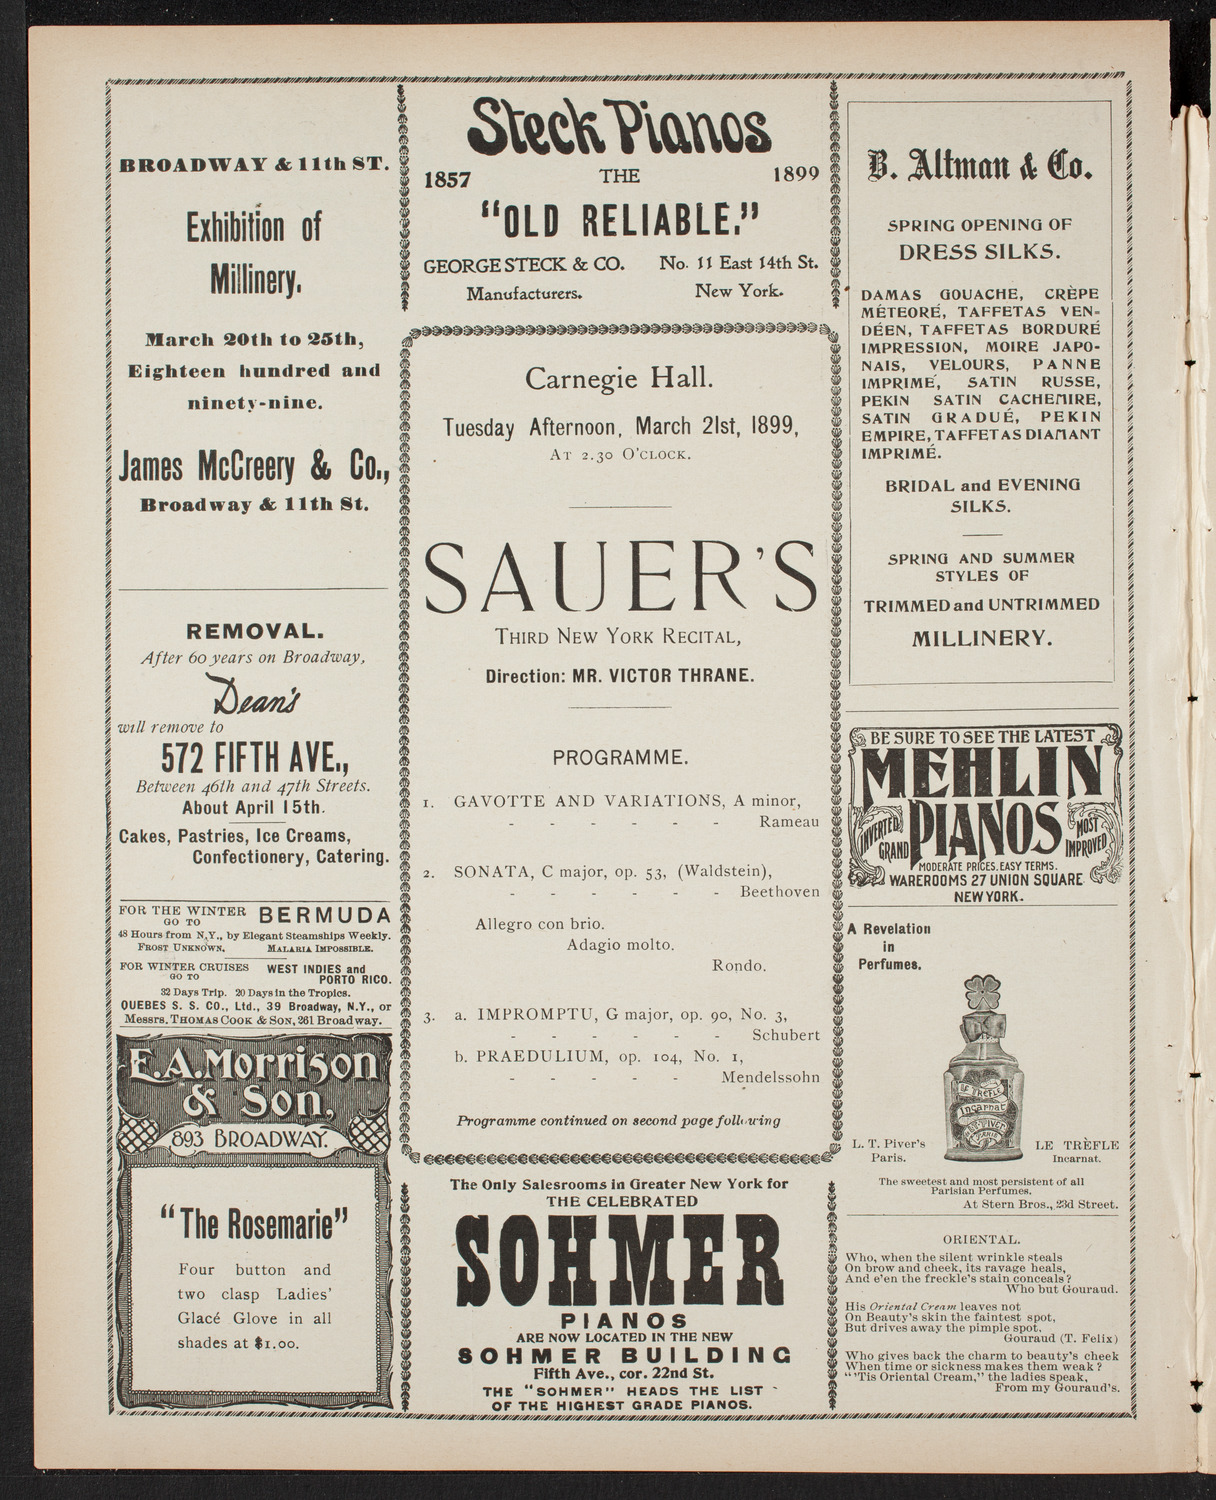 BROADWAY & 11th ST.
Exhibition of
Millinery.
March 20th to 25th,
Eighteen hundred and
ninety-nine.
James McCreery & Co.,
Broadway & 11th St.
REMOVAL.
After 60 years on Broadway,
Dean's
will remove to
572 FIFTH AVE.,
Between 46th and 47th Streets.
About April 15th.
Cakes, Pastries, Ice Creams,
Confectionery, Catering.
FOR THE WINTER GO TO BERMUDA
48 Hours from N.Y., by Elegant Steamships Weekly.
FROST UNKNOWN. MALARIA IMPOSSIBLE.
FOR WINTER CRUISES GO TO WEST INDIES and PORTO RICO.
32 Days Trip. 20 Days in the Tropics.
QUEBES S. S. CO., Ltd., 39 Broadway, N.Y., or
Messrs. THOMAS COOK & SON, 261 Broadway.
E.A. Morrison
& Son,
893 BROADWAY.
"The Rosemarie"
Four button and
two clasp Ladies'
Glacé Glove in all
shades at $1.00.
Steck Pianos
1857 THE 1899
"OLD RELIABLE."
GEORGE STECK & CO. No. 11 East 14th St.
Manufacturers. New York.
Carnegie Hall.
Tuesday Afternoon, March 21st, 1899,
AT 2.30 O'CLOCK.
SAUER'S
THIRD NEW YORK RECITAL,
Direction: MR. VICTOR THRANE.
PROGRAMME.
1. GAVOTTE AND VARIATIONS, A minor,
- - - - - - Rameau
2. SONATA, C major, op. 53, (Waldstein),
- - - - - - Beethoven
Allegro con brio.
Adagio molto.
Rondo.
3. a. IMPROMPTU, G major, op. 90, No. 3,
- - - - - - Schubert
b. PRAEDULIUM, op. 104, No. 1,
- - - - - Mendelssohn
Programme continued on second page following
The Only Salesrooms in Greater New York for
THE CELEBRATED
SOHMER
PIANOS
ARE NOW LOCATED IN THE NEW
SOHMER BUILDING
Fifth Ave., cor. 22nd St.
THE "SOHMER" HEADS THE LIST
OF THE HIGHEST GRADE PIANOS.
B. Altman & Co.
SPRING OPENING OF
DRESS SILKS.
DAMAS GOUACHE, CRÈPE
MÉTEORÉ, TAFFETAS VEN-
DÉEN, TAFFETAS BORDURÉ
IMPRESSION, MOIRE JAPO-
NAIS, VELOURS, PANNE
IMPRIMÉ, SATIN RUSSE,
PEKIN SATIN CACHEMIRE,
SATIN GRADUÉ, PEKIN
EMPIRE, TAFFETAS DIAMANT
IMPRIMÉ.
BRIDAL and EVENING
SILKS.
SPRING AND SUMMER
STYLES OF
TRIMMED and UNTRIMMED
MILLINERY.
BE SURE TO SEE THE LATEST
MEHLIN
INVERTED GRAND PIANOS MOST IMPROVED
MODERATE PRICES. EASY TERMS.
WAREROOMS 27 UNION SQUARE
NEW YORK.
A Revelation
in
Perfumes.
LE TREFLE
Incarnat
L.T. PIVER
PARIS
L. T. Piver's LE TRÈFLE
Paris. Incarnat.
The sweetest and most persistent of all
Parisian Perfumes.
At Stern Bros., 23d Street.
ORIENTAL.
Who, when the silent wrinkle steals
On brow and cheek, its ravage heals,
And e'en the freckle's stain conceals?
Who but Gouraud.
His Oriental Cream leaves not
On Beauty's skin the faintest spot,
But drives away the pimple spot.
Gouraud (T. Felix)
Who gives back the charm to beauty's cheek
When time or sickness makes them weak?
"'Tis Oriental Cream," the ladies speak,
From my Gouraud's.